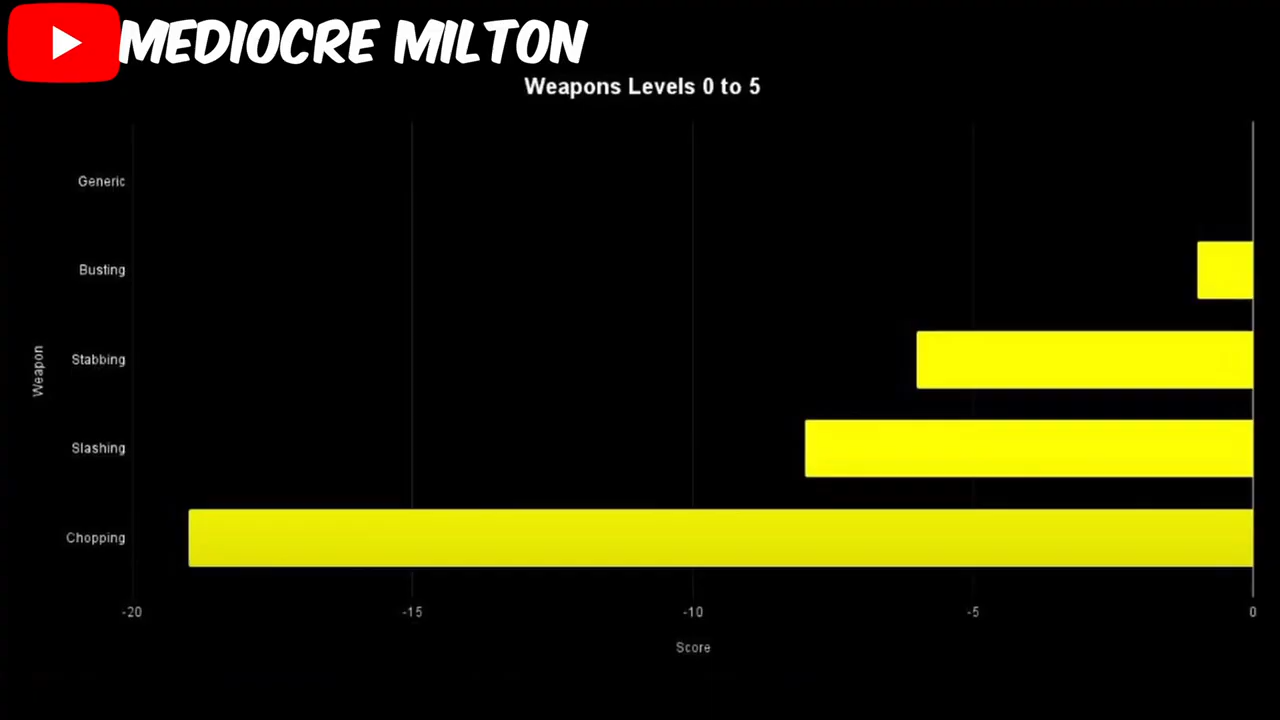 MEDIOCRE MILTON
Weapons Levels 0 to 5
Generic
Busting
Stabbing
Slashing
Chopping
Weapon
-20 -15 -10 -5 0
Score